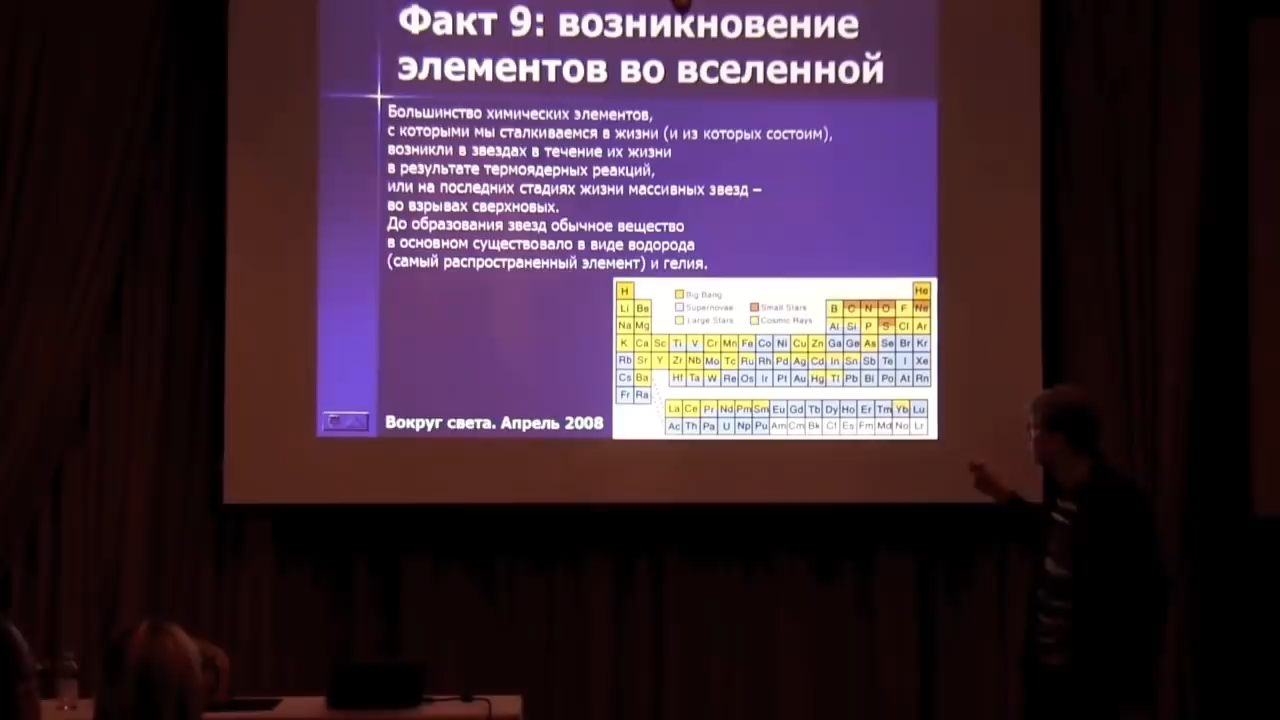 Факт 9: возникновение
элементов во вселенной
Большинство химических элементов,
с которыми мы сталкиваемся в жизни (и из которых состоим),
возникли в звездах в течение их жизни
в результате термоядерных реакций,
или на последних стадиях жизни массивных звезд –
во взрывах сверхновых.
До образования звезд обычное вещество
в основном существовало в виде водорода
(самый распространенный элемент) и гелия.
H He
Big Bang
Li Be Supernovae Small Stars B C N O F Ne
Na Mg Large Stars Cosmic Rays Al Si P S Cl Ar
K Ca Sc Ti V Cr Mn Fe Co Ni Cu Zn Ga Ge As Se Br Kr
Rb Sr Y Zr Nb Mo Tc Ru Rh Pd Ag Cd In Sn Sb Te I Xe
Cs Ba Hf Ta W Re Os Ir Pt Au Hg Tl Pb Bi Po At Rn
Fr Ra
La Ce Pr Nd Pm Sm Eu Gd Tb Dy Ho Er Tm Yb Lu
Ac Th Pa U Np Pu Am Cm Bk Cf Es Fm Md No Lr
Вокруг света. Апрель 2008